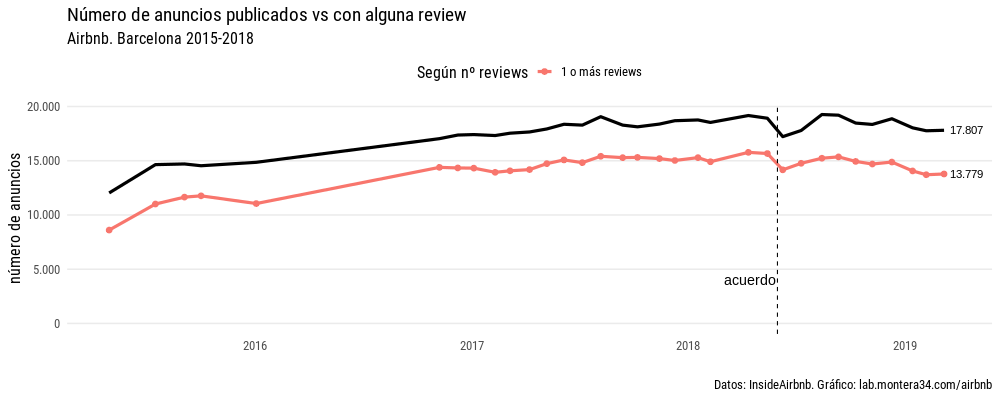 Número de anuncios publicados vs con alguna review
Airbnb. Barcelona 2015-2018
Según nº reviews 1 o más reviews
número de anuncios
20.000
15.000
10.000
5.000
0
17.807
13.779
acuerdo
2016 2017 2018 2019
Datos: InsideAirbnb. Gráfico: lab.montera34.com/airbnb